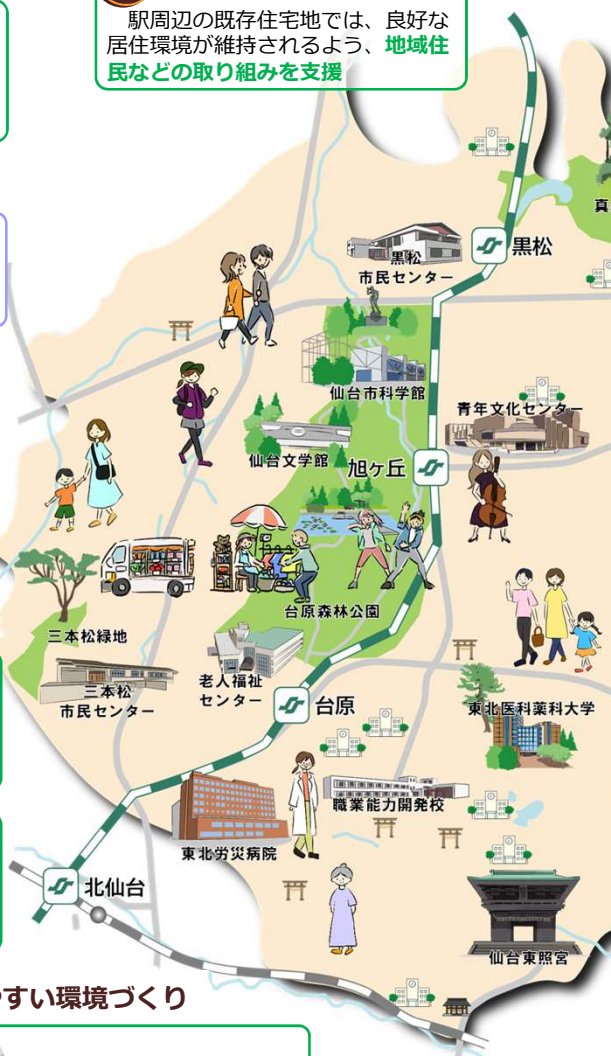 駅周辺の既存住宅地では、良好な
居住環境が維持されるよう、地域住
民などの取り組みを支援
真
黒松
黒松
市民センター
仙台市科学館
青年文化センター
仙台文学館
旭ヶ丘
台原森林公園
三本松緑地
三本松
市民センター
老人福祉
センター
台原
東北医科薬科大学
職業能力開発校
東北労災病院
北仙台
仙台東照宮
やすい環境づくり